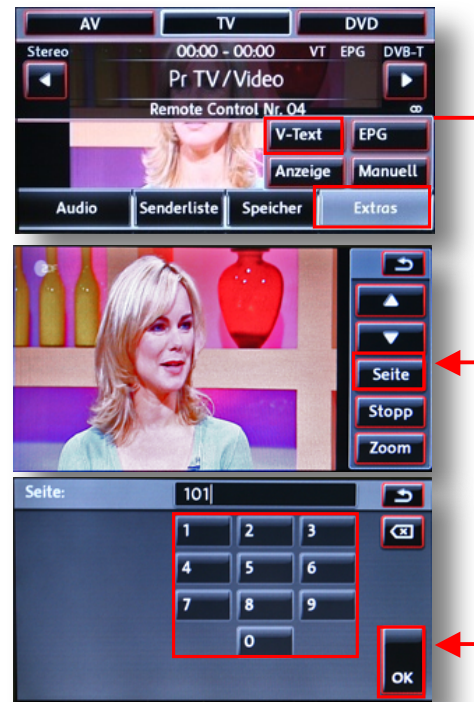 AV TV DVD
Stereo 00:00 - 00:00 VT EPG DVB-T
Pr TV/Video
Remote Control Nr. 04
V-Text EPG
Anzeige Manuell
Audio Senderliste Speicher Extras
Seite
Stopp
Zoom
Seite: 101
1 2 3
4 5 6
7 8 9
0
OK